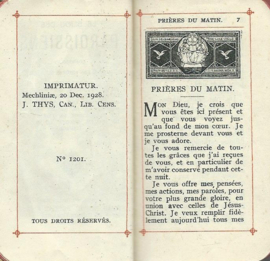 IMPRIMATUR.
Mechliniæ, 20 Dec. 1928.
J. THYS, CAN., LIB. CENS.
N° 1201.
TOUS DROITS RÉSERVÉS.
PRIÈRES DU MATIN. 7
PRIÈRES DU MATIN.
MON Dieu, je crois que
vous êtes ici présent et
que vous voyez jus-
qu'au fond de mon cœur. Je
me prosterne devant vous et
je vous adore.
Je vous remercie de
toutes les grâces que j'ai reçues
de vous, et en particulier de
m'avoir conservé pendant cet-
te nuit.
Je vous offre mes pensées,
mes actions, mes paroles, pour
votre plus grande gloire, en
union avec celles de Jésus-
Christ. Je veux remplir fidè-
lement aujourd'hui tous mes